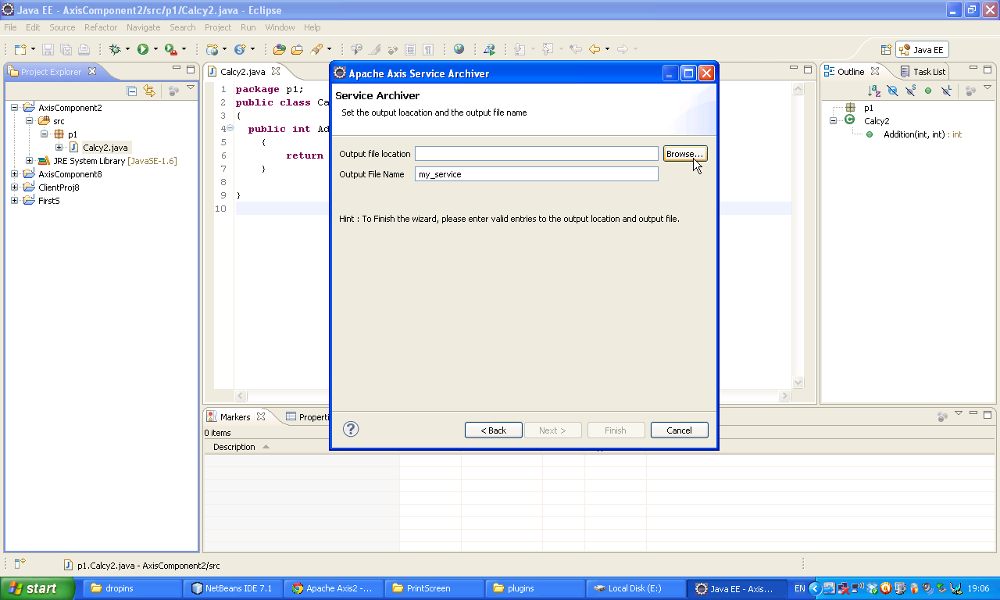 Java EE - AxisComponent2/src/p1/Calcy2.java - Eclipse
File Edit Source Refactor Navigate Search Project Run Window Help
Java EE
Project Explorer
AxisComponent2
src
p1
Calcy2.java
JRE System Library [JavaSE-1.6]
AxisComponent8
ClientProj8
FirstS
Calcy2.java
1 package p1;
2 public class Ca
3 {
4 public int Ad
5 {
6 return
7 }
8
9 }
10
Apache Axis Service Archiver
Service Archiver
Set the output loacation and the output file name
Output file location
Browse...
Output File Name my_service
Hint : To Finish the wizard, please enter valid entries to the output location and output file.
? < Back Next > Finish Cancel
Outline Task List
p1
Calcy2
Addition(int, int) : int
Markers Properti
0 items
Description
p1.Calcy2.java - AxisComponent2/src
start dropins NetBeans IDE 7.1 Apache Axis2 -... PrintScreen plugins Local Disk (E:) Java EE - Axis... EN 19:06